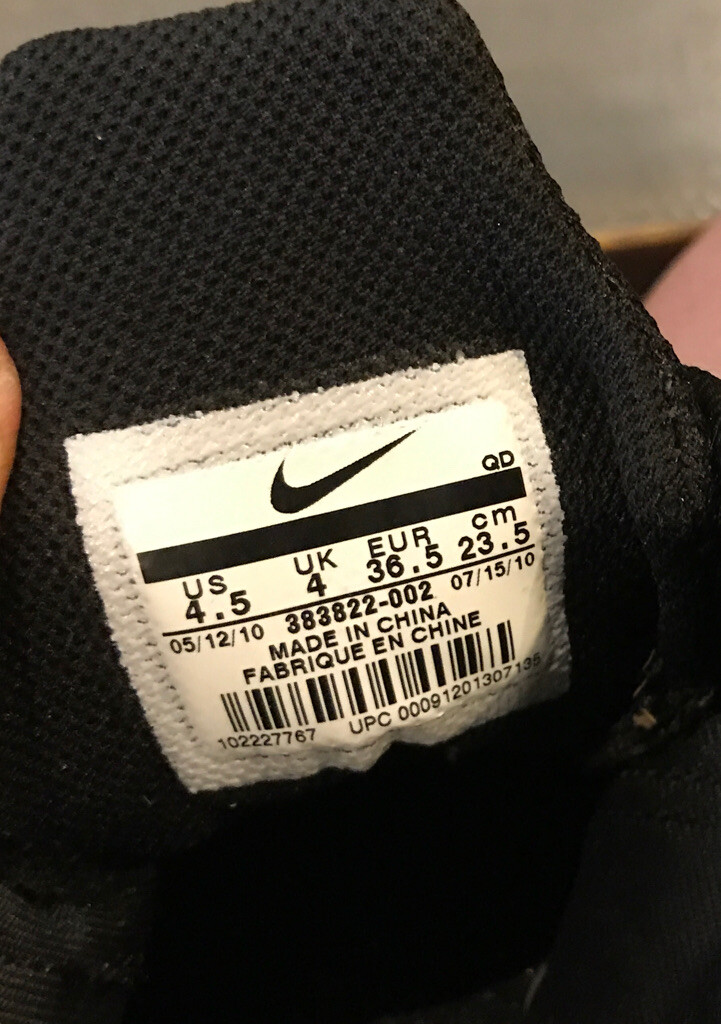 QD
US UK EUR cm
4.5 4 36.5 23.5
05/12/10 383822-002 07/15/10
MADE IN CHINA
FABRIQUE EN CHINE
102227767 UPC 00091201307135